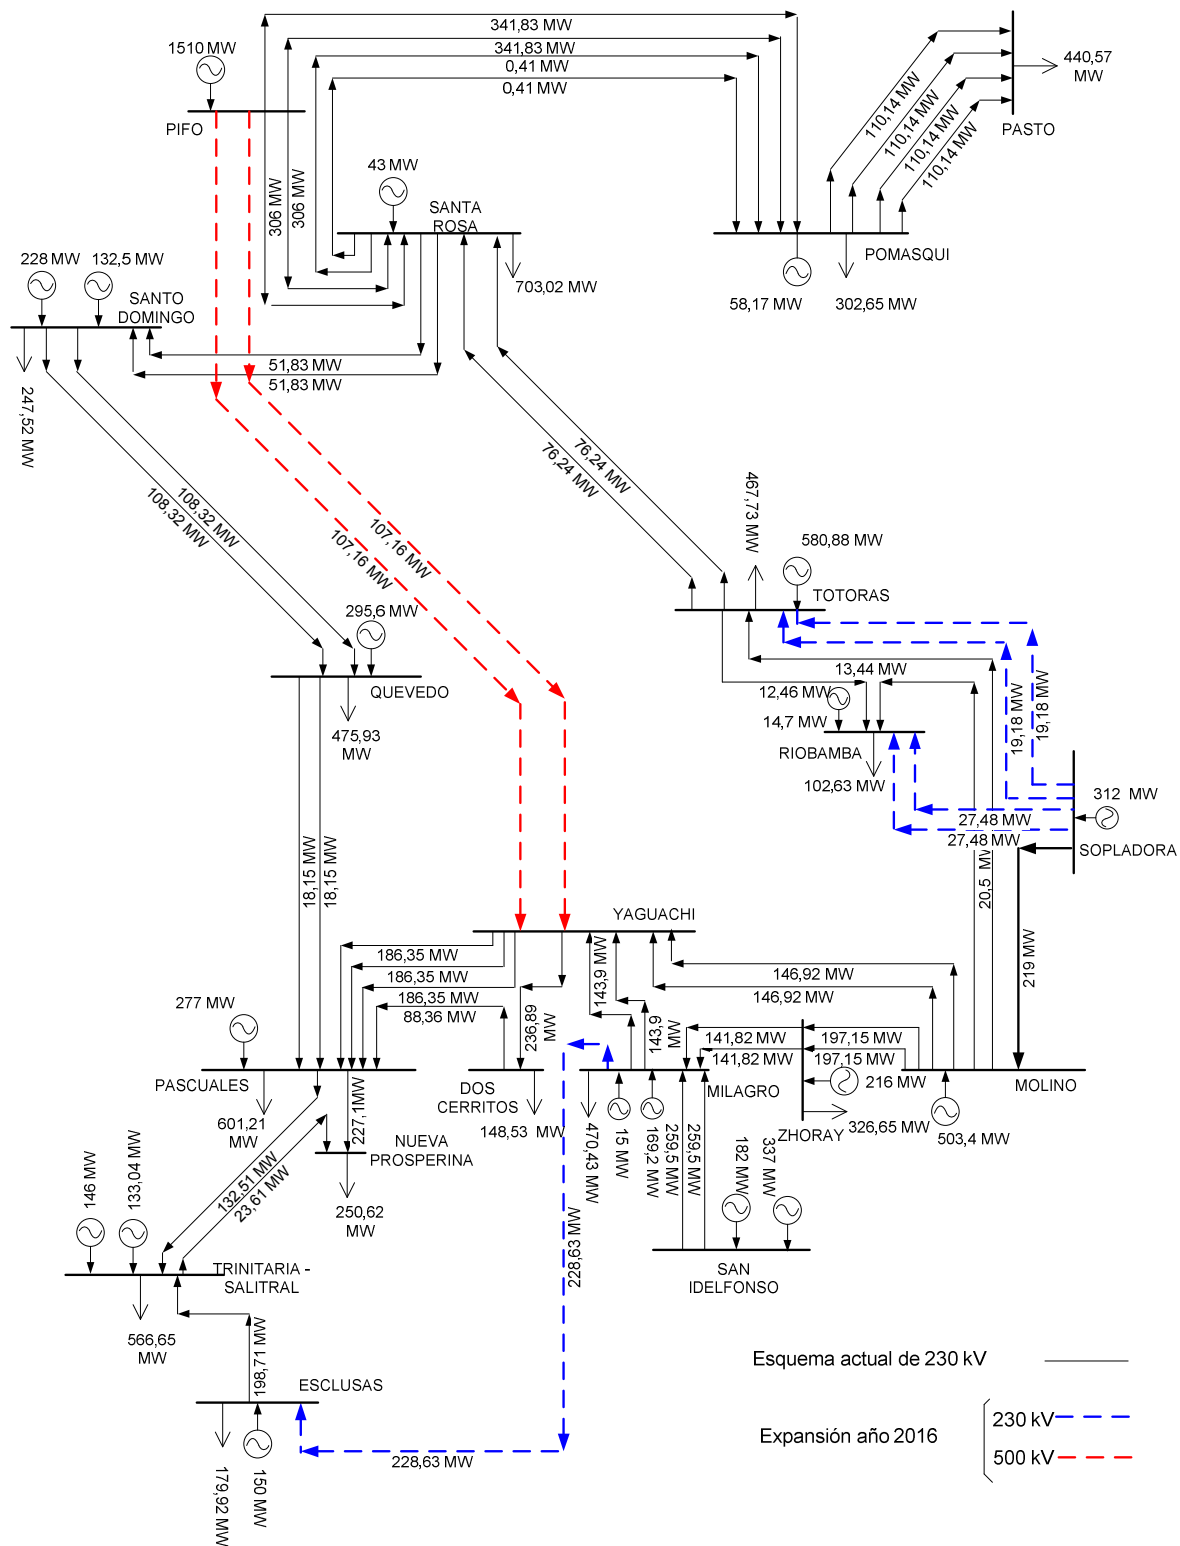 341,83 MW
341,83 MW
0,41 MW
0,41 MW
1510 MW
PIFO
440,57
MW
PASTO
110,14 MW
110,14 MW
110,14 MW
110,14 MW
306 MW
306 MW
43 MW
SANTA
ROSA
703,02 MW
POMASQUI
58,17 MW
302,65 MW
228 MW
132,5 MW
SANTO
DOMINGO
247,52 MW
51,83 MW
51,83 MW
108,32 MW
108,32 MW
107,16 MW
107,16 MW
76,24 MW
76,24 MW
467,73 MW
580,88 MW
TOTORAS
295,6 MW
QUEVEDO
475,93
MW
13,44 MW
12,46 MW
14,7 MW
RIOBAMBA
102,63 MW
19,18 MW
19,18 MW
312 MW
SOPLADORA
27,48 MW
27,48 MW
20,5 MW
219 MW
18,15 MW
18,15 MW
YAGUACHI
186,35 MW
186,35 MW
186,35 MW
88,36 MW
236,89
MW
143,9 MW
143,9
MW
146,92 MW
146,92 MW
277 MW
PASCUALES
601,21
MW
227,1MW
NUEVA
PROSPERINA
250,62
MW
DOS
CERRITOS
148,53 MW
MILAGRO
141,82 MW
141,82 MW
197,15 MW
197,15 MW
216 MW
ZHORAY
326,65 MW
MOLINO
503,4 MW
470,43 MW
15 MW
169,2 MW
259,5 MW
259,5 MW
182 MW
337 MW
SAN
IDELFONSO
132,51 MW
23,61 MW
146 MW
133,04 MW
TRINITARIA -
SALITRAL
566,65
MW
228,63 MW
198,71 MW
ESCLUSAS
179,92 MW
150 MW
228,63 MW
Esquema actual de 230 kV
Expansión año 2016
230 kV
500 kV